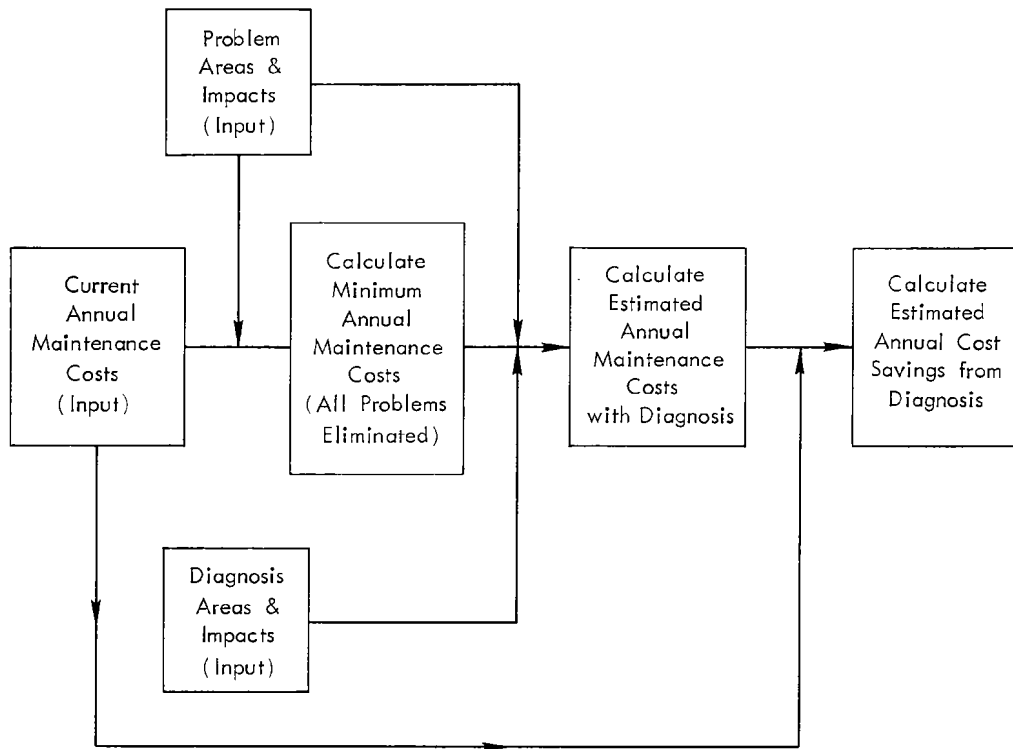 Problem
Areas &
Impacts
(Input)
Current
Annual
Maintenance
Costs
(Input)
Calculate
Minimum
Annual
Maintenance
Costs
(All Problems
Eliminated)
Calculate
Estimated
Annual
Maintenance
Costs
with Diagnosis
Calculate
Estimated
Annual Cost
Savings from
Diagnosis
Diagnosis
Areas &
Impacts
(Input)